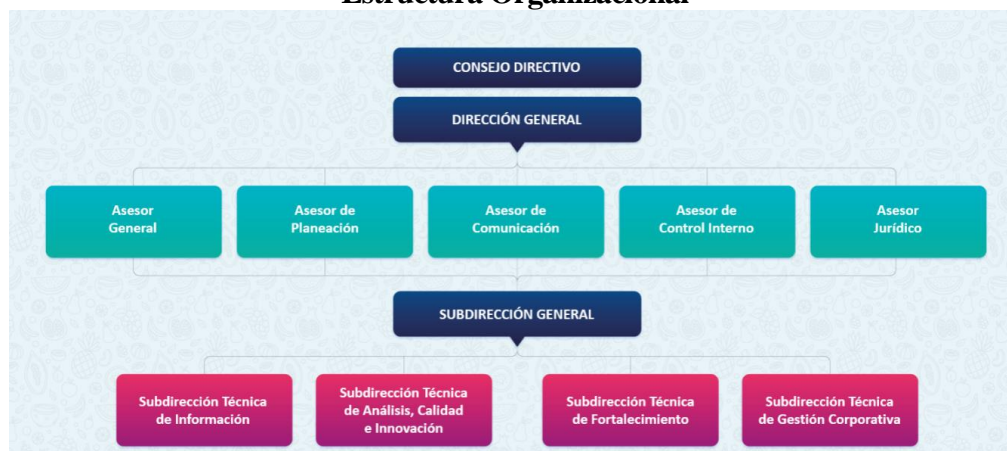 Estructura Organizacional
CONSEJO DIRECTIVO
DIRECCIÓN GENERAL
Asesor
General
Asesor de
Planeación
Asesor de
Comunicación
Asesor de
Control Interno
Asesor
Jurídico
SUBDIRECCIÓN GENERAL
Subdirección Técnica
de Información
Subdirección Técnica
de Análisis, Calidad
e Innovación
Subdirección Técnica
de Fortalecimiento
Subdirección Técnica
de Gestión Corporativa